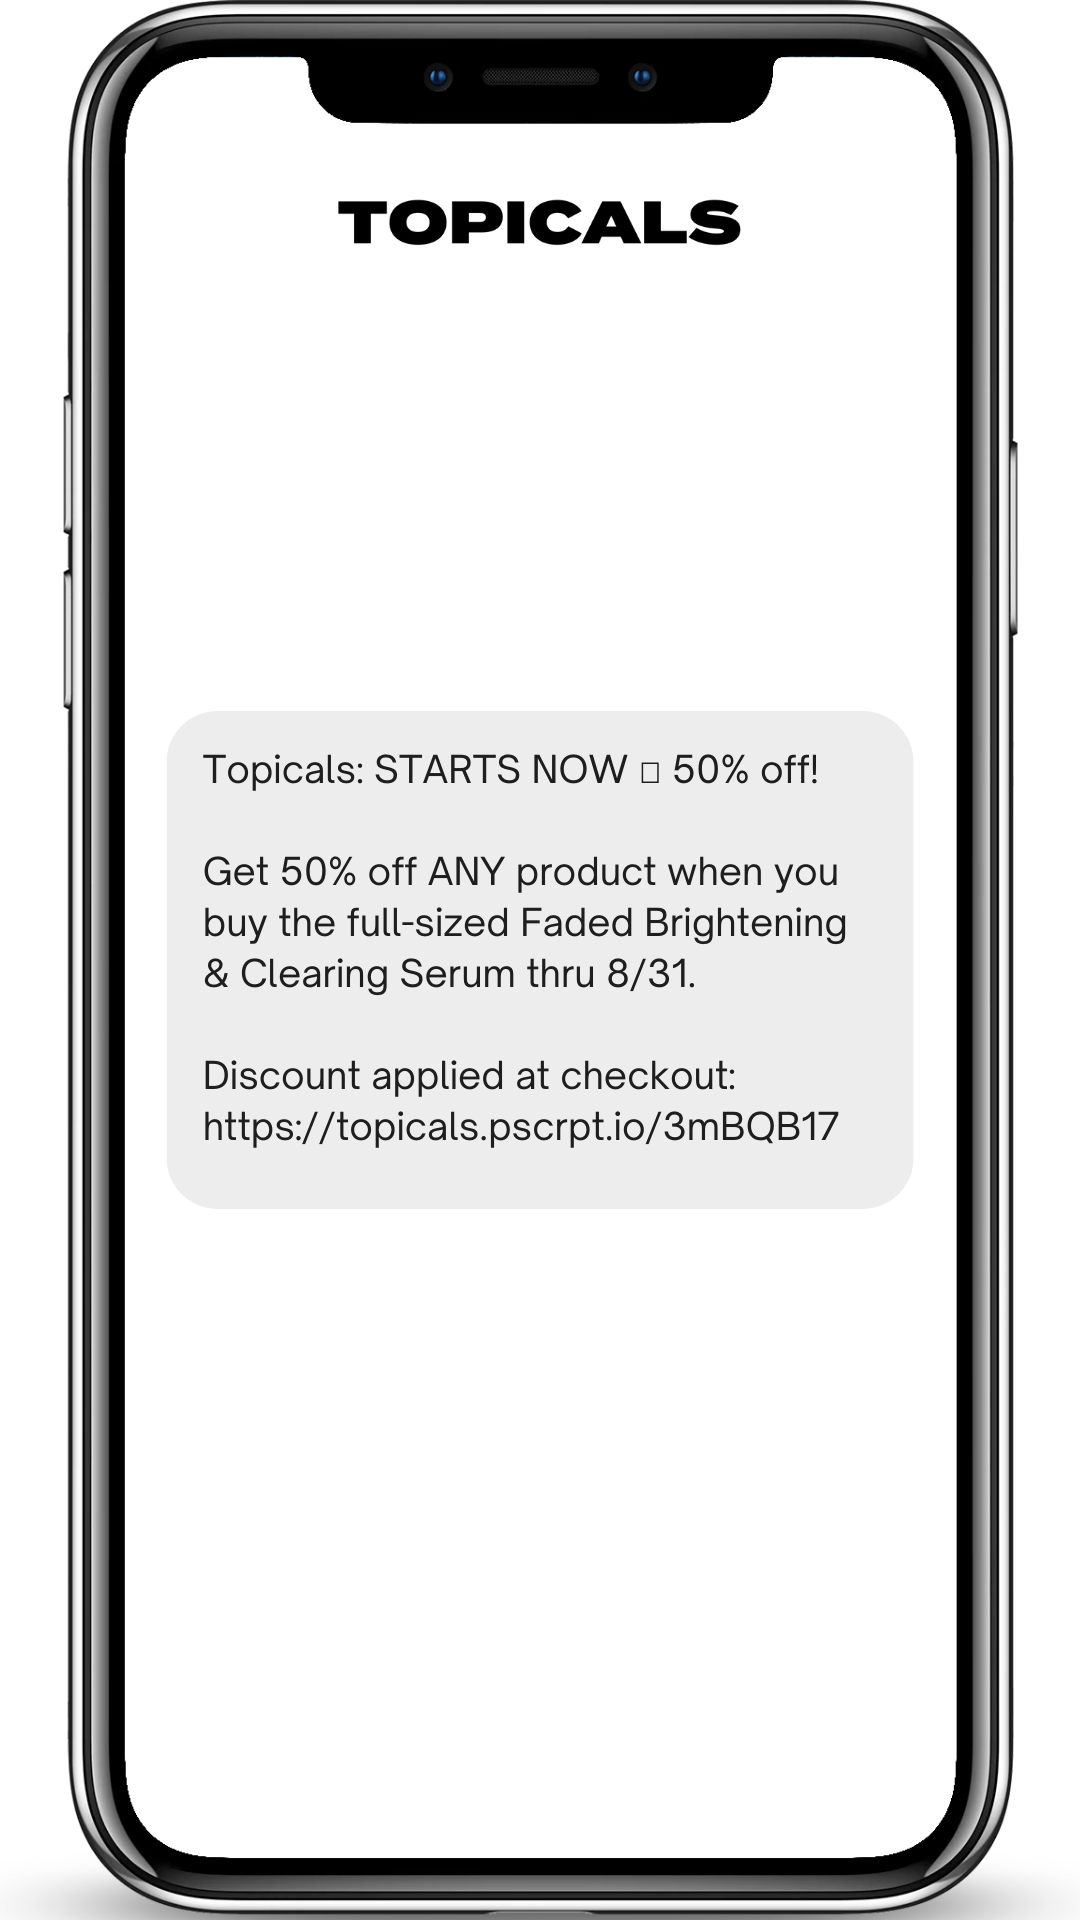 TOPICALS
Topicals: STARTS NOW □ 50% off!
Get 50% off ANY product when you
buy the full-sized Faded Brightening
& Clearing Serum thru 8/31.
Discount applied at checkout:
https://topicals.pscrpt.io/3mBQB17